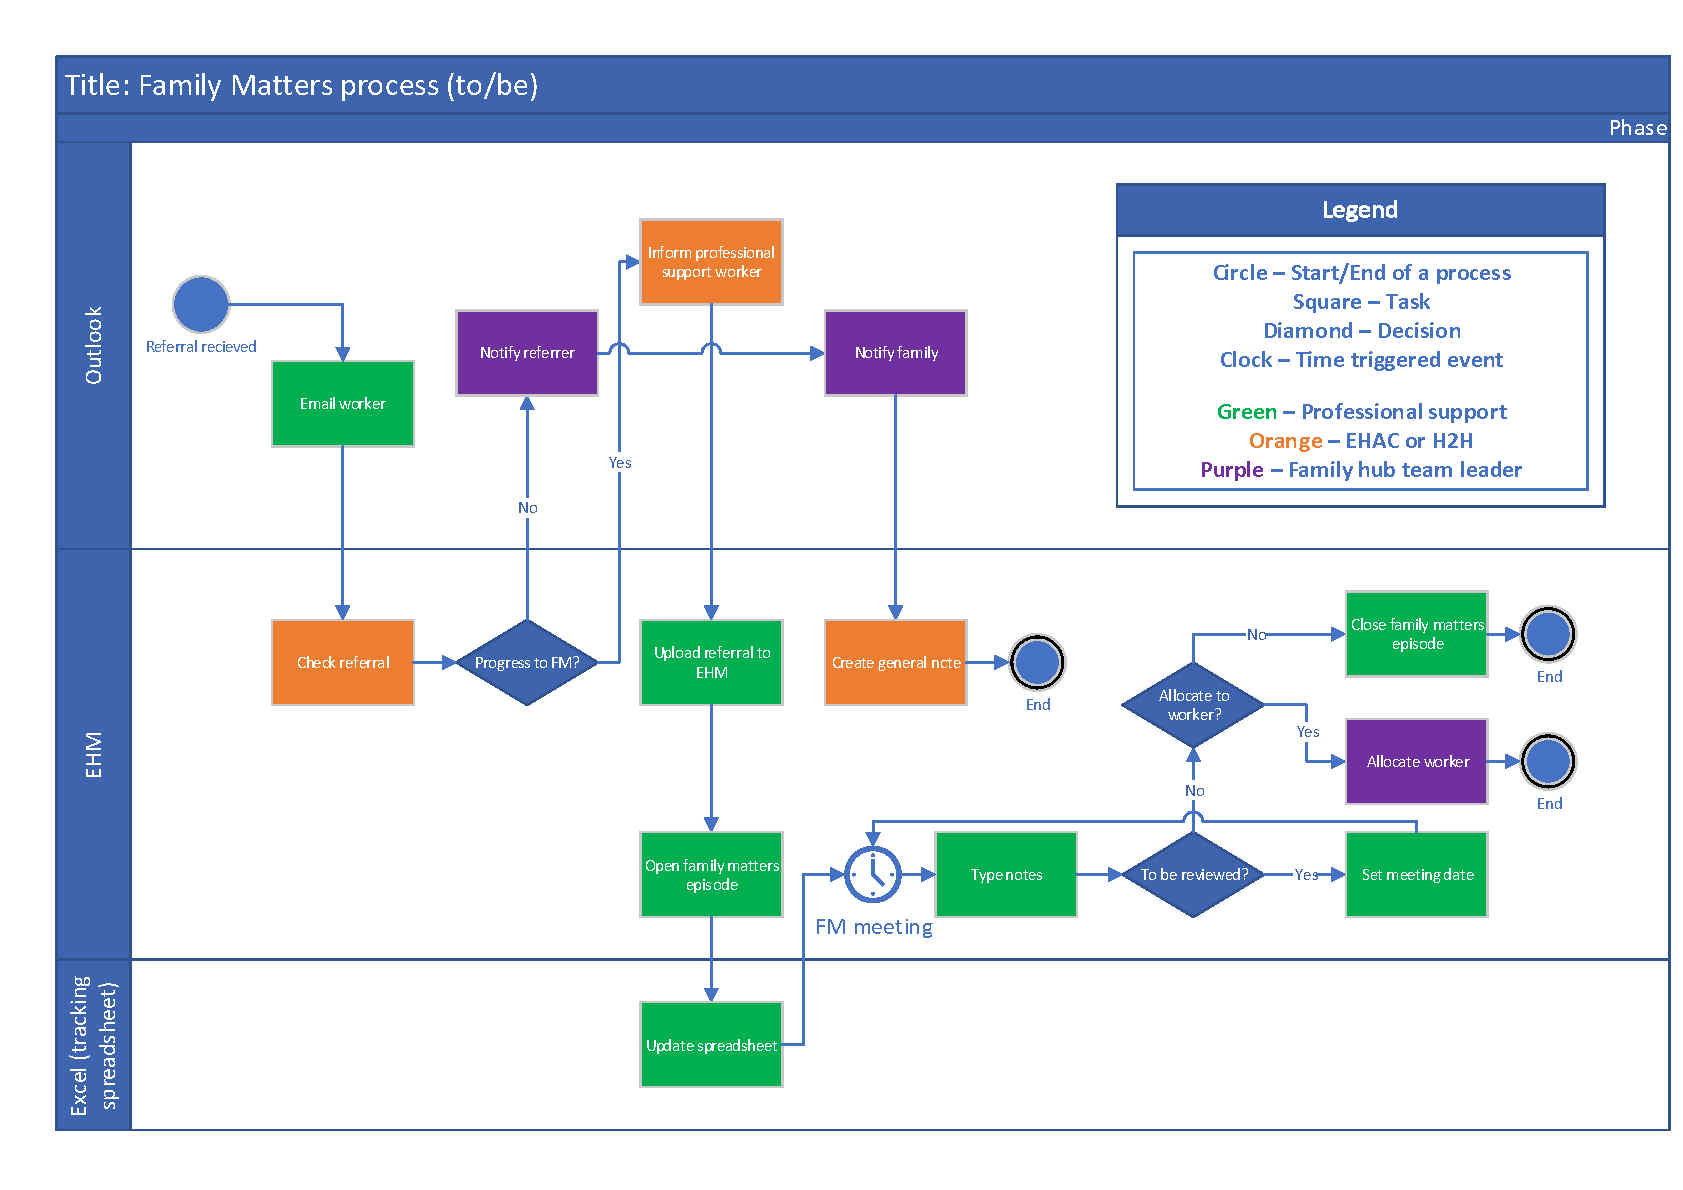 Title: Family Matters process (to/be)
Phase
Outlook
Legend
Circle – Start/End of a process
Square – Task
Diamond – Decision
Clock – Time triggered event
Green – Professional support
Orange – EHAC or H2H
Purple – Family hub team leader
Inform professional
support worker
Referral recieved
Notify referrer
Notify family
Email worker
Yes
No
EHM
Check referral
Progress to FM?
Upload referral to
EHM
Create general note
End
Allocate to
worker?
No
Close family matters
episode
End
Yes
Allocate worker
End
No
Open family matters
episode
FM meeting
Type notes
To be reviewed?
Yes
Set meeting date
Excel (tracking
spreadsheet)
Update spreadsheet